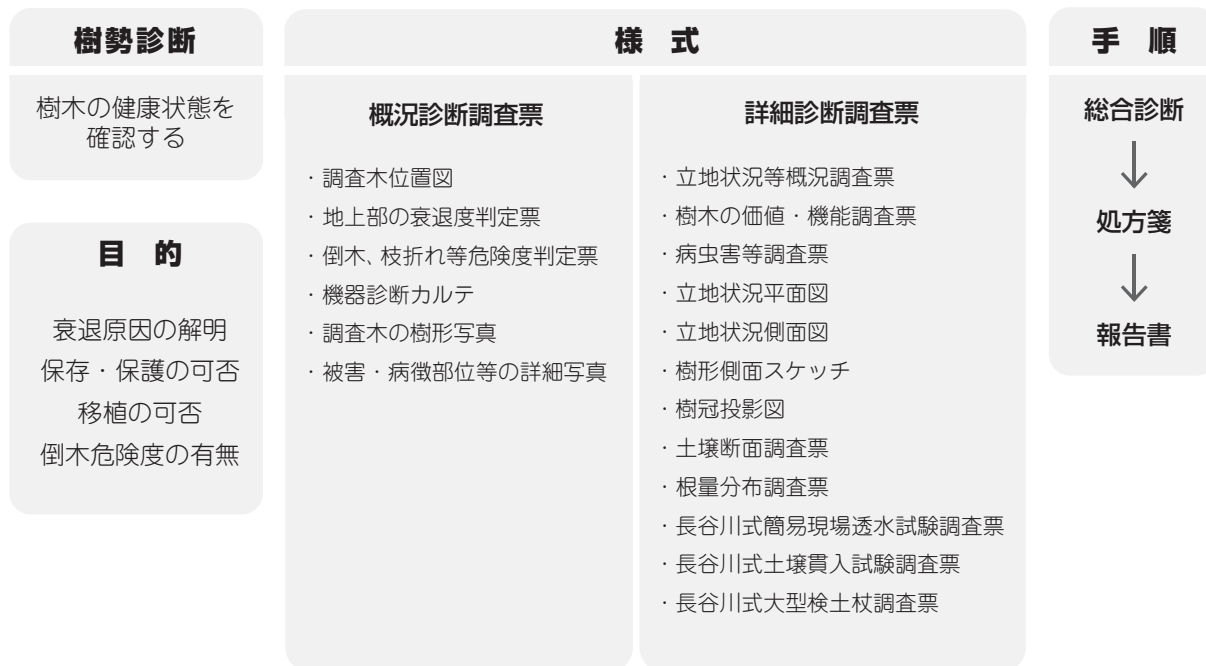 樹勢診断
樹木の健康状態を
確認する
目　的
衰退原因の解明
保存・保護の可否
移植の可否
倒木危険度の有無
様　式
概況診断調査票
・調査木位置図
・地上部の衰退度判定票
・倒木、枝折れ等危険度判定票
・機器診断カルテ
・調査木の樹形写真
・被害・病徴部位等の詳細写真
詳細診断調査票
・立地状況等概況調査票
・樹木の価値・機能調査票
・病虫害等調査票
・立地状況平面図
・立地状況側面図
・樹形側面スケッチ
・樹冠投影図
・土壌断面調査票
・根量分布調査票
・長谷川式簡易現場透水試験調査票
・長谷川式土壌貫入試験調査票
・長谷川式大型検土杖調査票
手　順
総合診断
処方箋
報告書